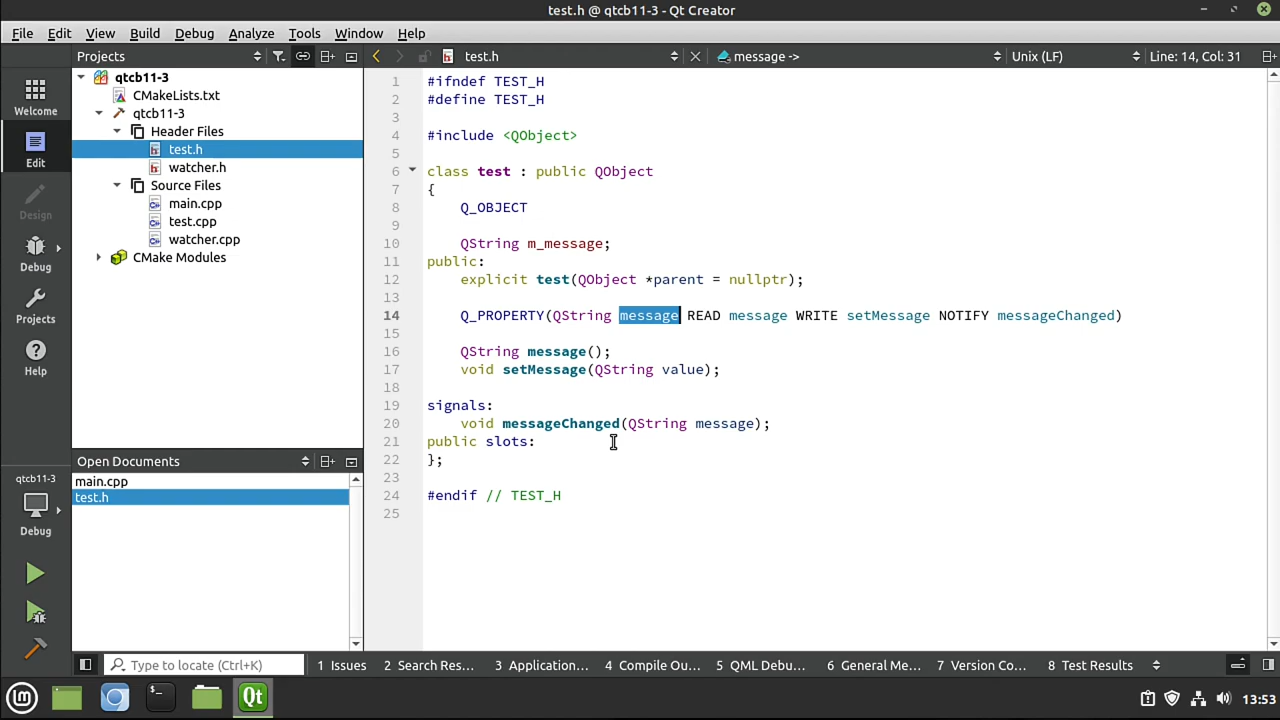 test.h @ qtcb11-3 - Qt Creator
File Edit View Build Debug Analyze Tools Window Help
Projects
test.h
message ->
Unix (LF)
Line: 14, Col: 31
Welcome
Edit
Design
Debug
Projects
Help
qtcb11-3
Debug
qtcb11-3
CMakeLists.txt
qtcb11-3
Header Files
test.h
watcher.h
Source Files
main.cpp
test.cpp
watcher.cpp
CMake Modules
Open Documents
main.cpp
test.h
1 #ifndef TEST_H
2 #define TEST_H
3
4 #include <QObject>
5
6 class test : public QObject
7 {
8 Q_OBJECT
9
10 QString m_message;
11 public:
12 explicit test(QObject *parent = nullptr);
13
14 Q_PROPERTY(QString message READ message WRITE setMessage NOTIFY messageChanged)
15
16 QString message();
17 void setMessage(QString value);
18
19 signals:
20 void messageChanged(QString message);
21 public slots:
22 };
23
24 #endif // TEST_H
25
Type to locate (Ctrl+K)
1 Issues
2 Search Res...
3 Application...
4 Compile Ou...
5 QML Debu...
6 General Me...
7 Version Co...
8 Test Results
13:53